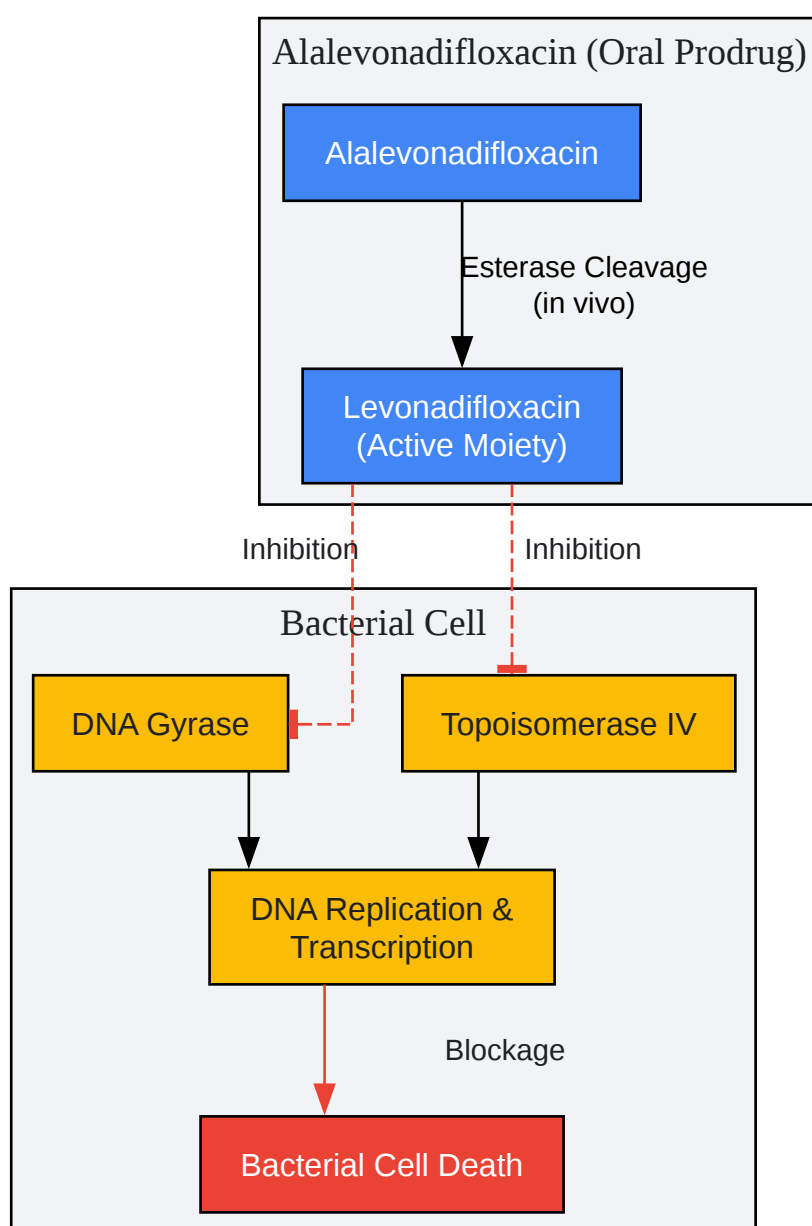 Alalevonadifloxacin (Oral Prodrug)
Alalevonadifloxacin
Esterase Cleavage
(in vivo)
Levonadifloxacin
(Active Moiety)
Inhibition
Inhibition
Bacterial Cell
DNA Gyrase
Topoisomerase IV
DNA Replication &
Transcription
Blockage
Bacterial Cell Death